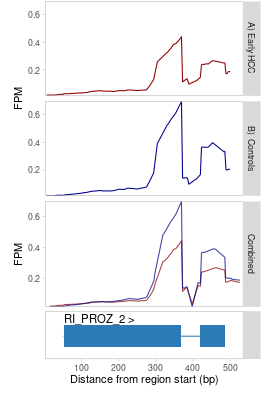 0.6
0.4
0.2
A) Early HCC
FPM
0.6
0.4
0.2
B) Controls
0.6
0.4
0.2
FPM
Combined
RI_PROZ_2 >
100 200 300 400 500
Distance from region start (bp)